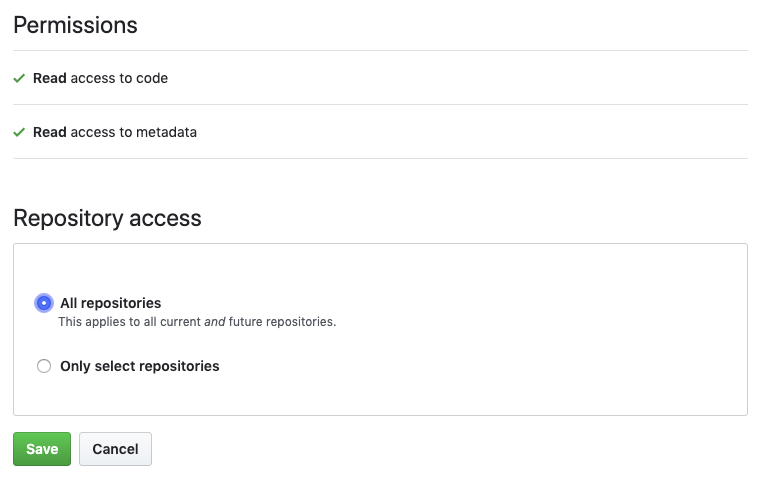 Permissions
Read access to code
Read access to metadata
Repository access
All repositories
This applies to all current and future repositories.
Only select repositories
Save Cancel